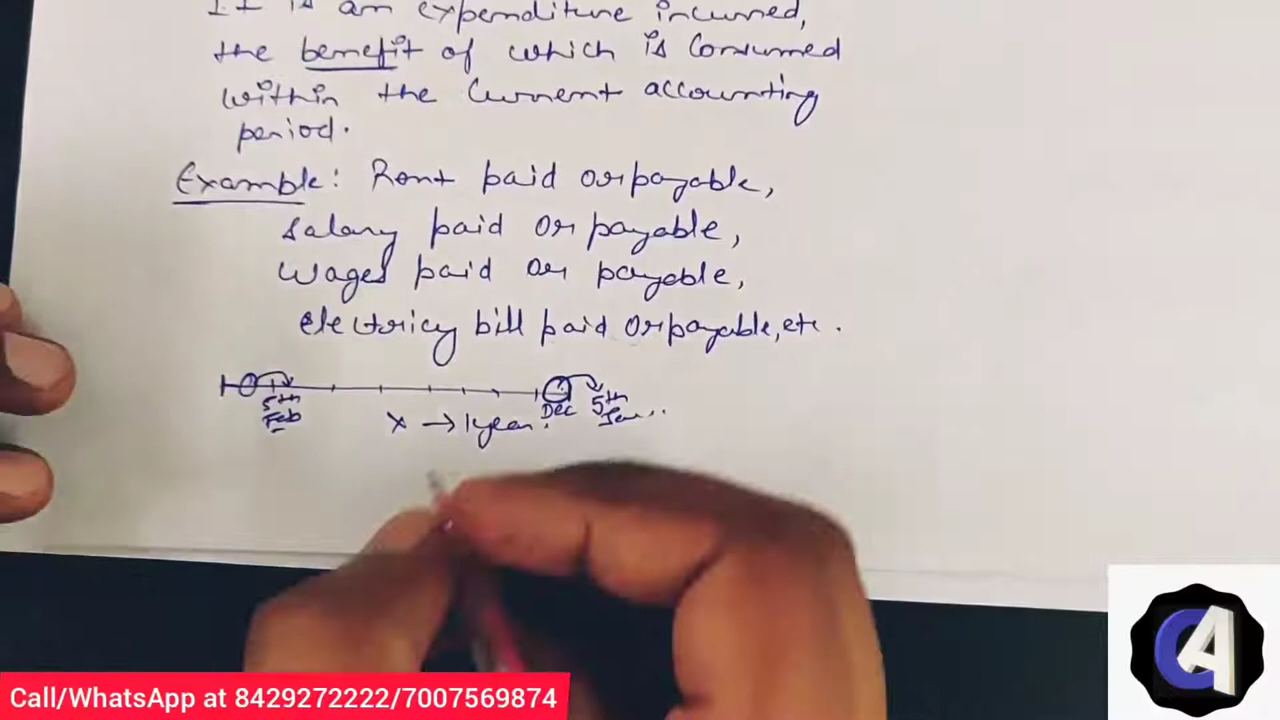 It is an expenditure incurred,
the benefit of which is Consumed
within the Current accounting
period.
Example: Rent paid or payable,
salary paid or payable,
wages paid or payable,
electricy bill paid or payable, etc.
5th
Feb
x → 1 year.
Dec
5th
Jan...
CA
Call/WhatsApp at 8429272222/7007569874